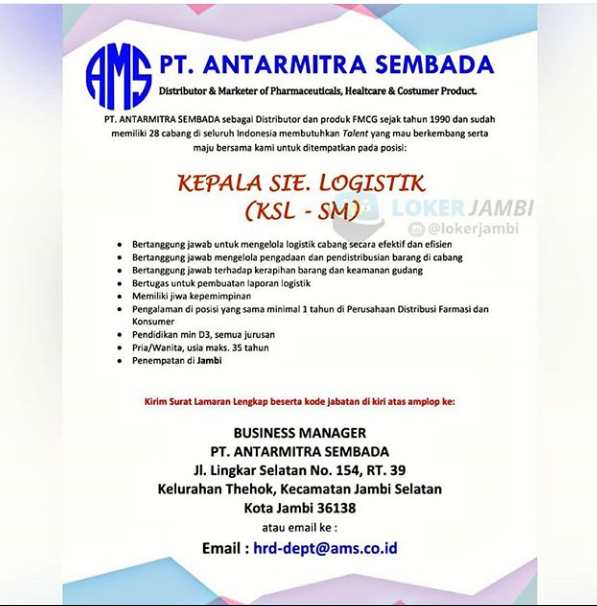 AMS PT. ANTARMITRA SEMBADA
Distributor & Marketer of Pharmaceuticals, Healtcare & Costumer Product.
PT. ANTARMITRA SEMBADA sebagai Distributor dan produk FMCG sejak tahun 1990 dan sudah
memiliki 28 cabang di seluruh Indonesia membutuhkan Talent yang mau berkembang serta
maju bersama kami untuk ditempatkan pada posisi:
KEPALA SIE. LOGISTIK
(KSL - SM)
LOKER JAMBI
@lokerjambi
• Bertanggung jawab untuk mengelola logistik cabang secara efektif dan efisien
• Bertanggung jawab mengelola pengadaan dan pendistribusian barang di cabang
• Bertanggung jawab terhadap kerapihan barang dan keamanan gudang
• Bertugas untuk pembuatan laporan logistik
• Memiliki jiwa kepemimpinan
• Pengalaman di posisi yang sama minimal 1 tahun di Perusahaan Distribusi Farmasi dan
Konsumer
• Pendidikan min D3, semua jurusan
• Pria/Wanita, usia maks. 35 tahun
• Penempatan di Jambi
Kirim Surat Lamaran Lengkap beserta kode jabatan di kiri atas amplop ke:
BUSINESS MANAGER
PT. ANTARMITRA SEMBADA
Jl. Lingkar Selatan No. 154, RT. 39
Kelurahan Thehok, Kecamatan Jambi Selatan
Kota Jambi 36138
atau email ke :
Email : hrd-dept@ams.co.id